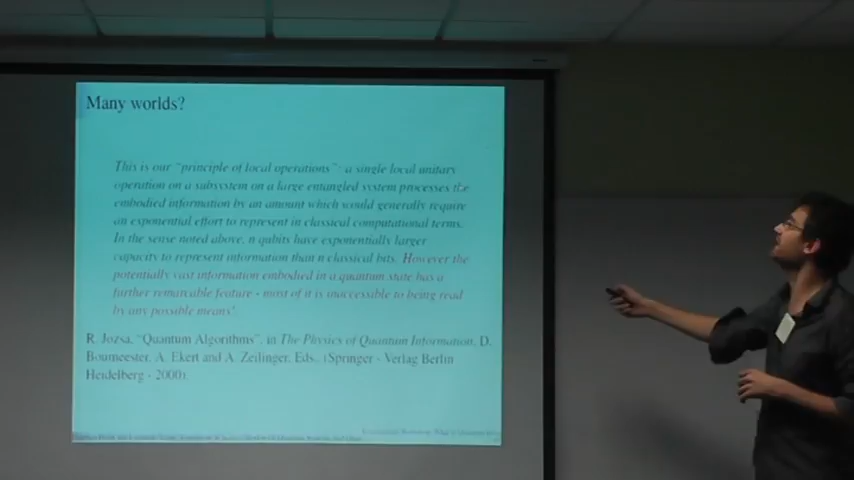 Many worlds?
This is our "principle of local operations": a single local unitary
operation on a subsystem on a large entangled system processes the
embodied information by an amount which would generally require
an exponential effort to represent in classical computational terms.
In the sense noted above, n qubits have exponentially larger
capacity to represent information than n classical bits. However the
potentially vast information embodied in a quantum state has a
further remarkable feature - most of it is inaccessible to being read
by any possible means!
R. Jozsa, "Quantum Algorithms", in The Physics of Quantum Information, D.
Boumeester, A. Ekert and A. Zeilinger, Eds., (Springer - Verlag Berlin
Heidelberg - 2000).